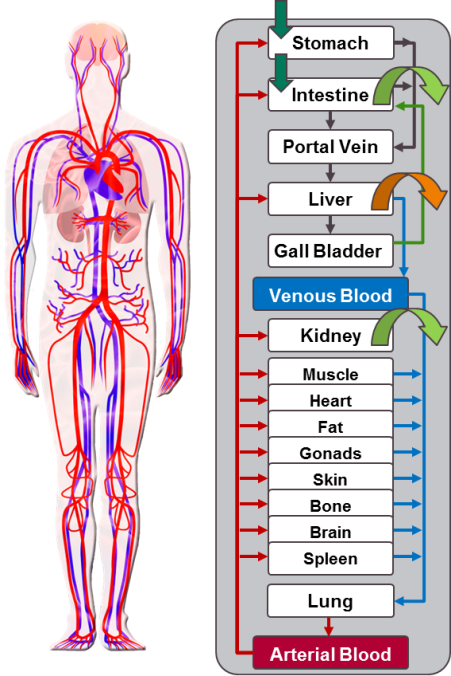 Stomach
Intestine
Portal Vein
Liver
Gall Bladder
Venous Blood
Kidney
Muscle
Heart
Fat
Gonads
Skin
Bone
Brain
Spleen
Lung
Arterial Blood